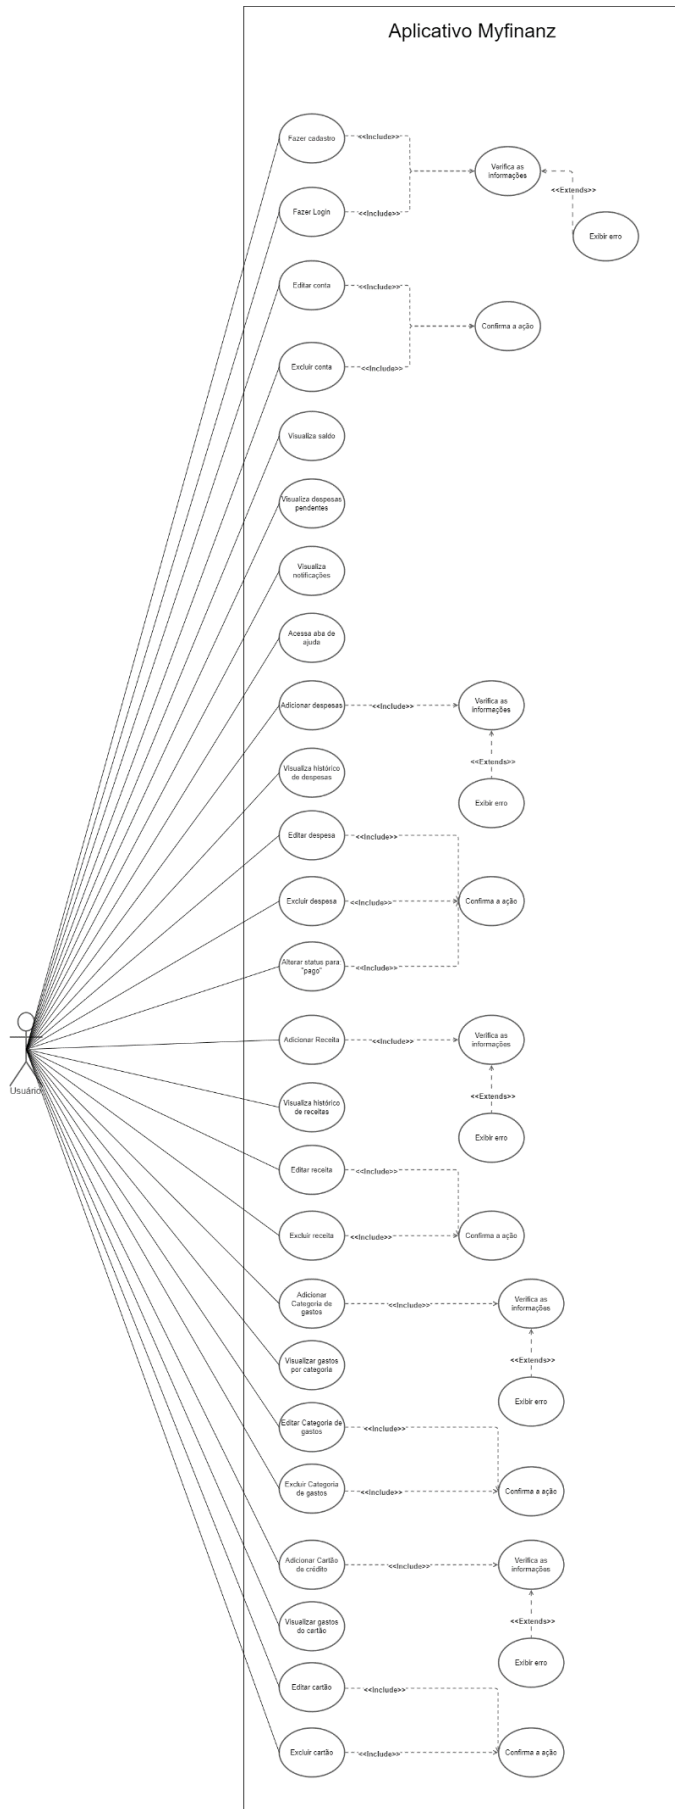 Aplicativo Myfinanz
Fazer cadastro
<<Include>>
Verifica as
informações
<<Extends>>
Fazer Login
<<Include>>
Exibir erro
Editar conta
<<Include>>
Confirma a ação
Excluir conta
<<Include>>
Visualiza saldo
Visualiza despesas
pendentes
Visualiza
notificações
Acessa aba de
ajuda
Adicionar despesas
<<Include>>
Verifica as
informações
<<Extends>>
Visualiza histórico
de despesas
Exibir erro
Editar despesa
<<Include>>
Excluir despesa
<<Include>>
Confirma a ação
Alterar status para
"pago"
<<Include>>
Usuário
Adicionar Receita
<<Include>>
Verifica as
informações
<<Extends>>
Visualiza histórico
de receitas
Exibir erro
Editar receita
<<Include>>
Excluir receita
<<Include>>
Confirma a ação
Adicionar
Categoria de
gastos
<<Include>>
Verifica as
informações
<<Extends>>
Visualizar gastos
por categoria
Exibir erro
Editar Categoria de
gastos
<<Include>>
Excluir Categoria
de gastos
<<Include>>
Confirma a ação
Adicionar Cartão
de crédito
<<Include>>
Verifica as
informações
<<Extends>>
Visualizar gastos
do cartão
Exibir erro
Editar cartão
<<Include>>
Excluir cartão
<<Include>>
Confirma a ação